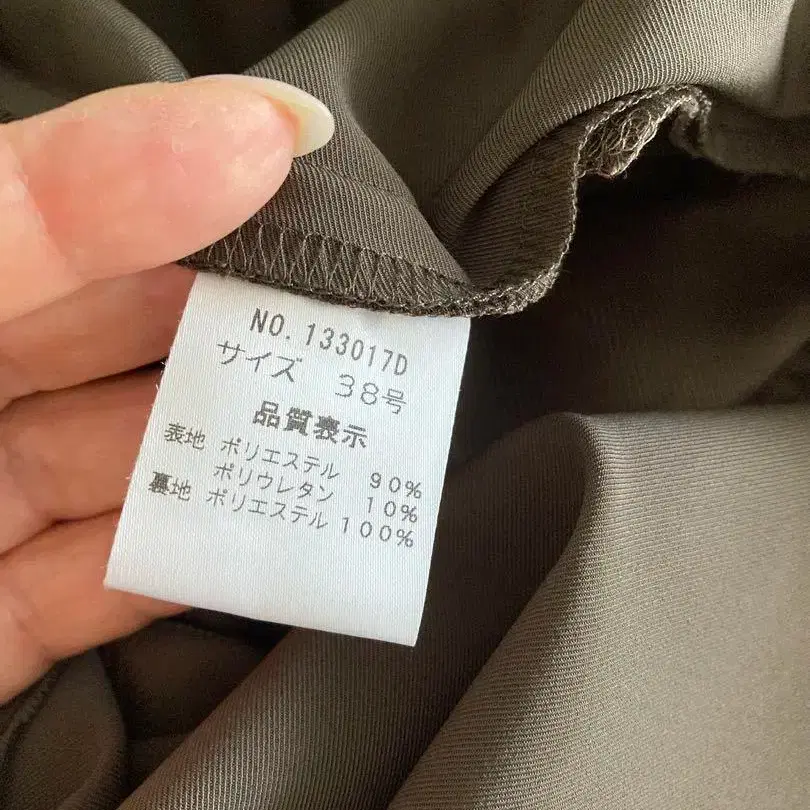 NO.133017D
サイズ 38号
品質表示
表地 ポリエステル 90%
ポリウレタン 10%
裏地 ポリエステル 100%